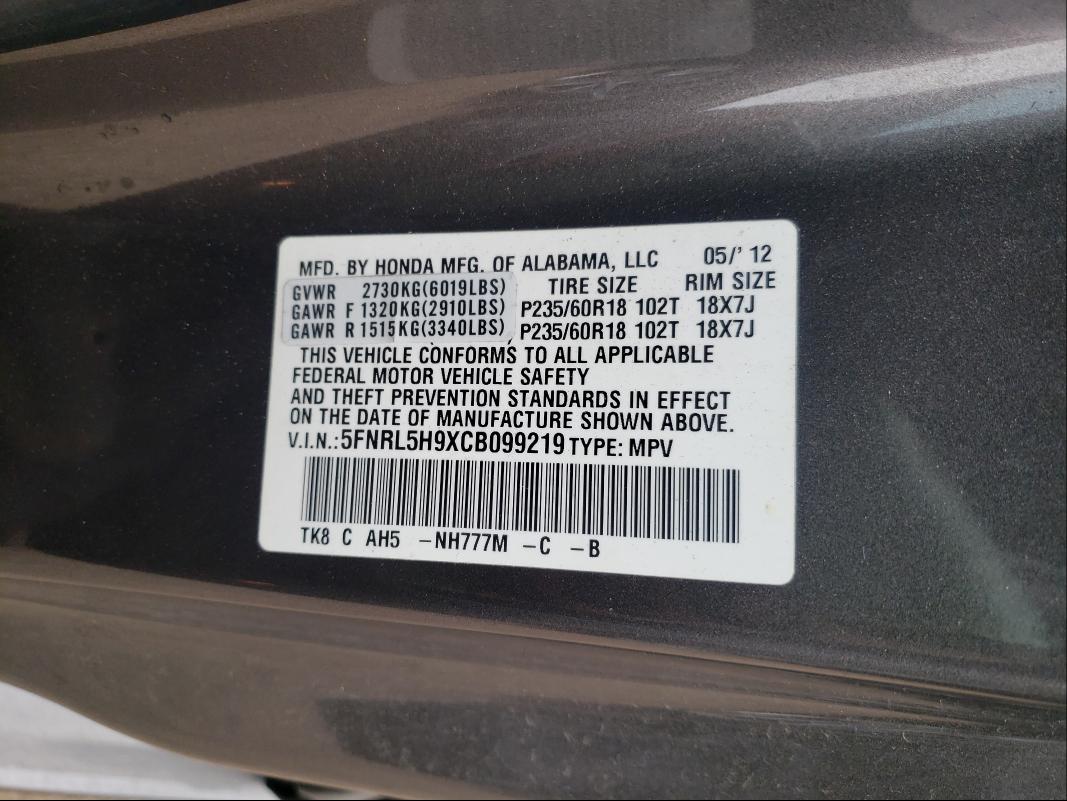 MFD. BY HONDA MFG. OF ALABAMA, LLC 05/' 12
GVWR 2730KG(6019LBS) TIRE SIZE RIM SIZE
GAWR F 1320KG(2910LBS) P235/60R18 102T 18X7J
GAWR R 1515KG(3340LBS) P235/60R18 102T 18X7J
THIS VEHICLE CONFORMS TO ALL APPLICABLE
FEDERAL MOTOR VEHICLE SAFETY
AND THEFT PREVENTION STANDARDS IN EFFECT
ON THE DATE OF MANUFACTURE SHOWN ABOVE.
V.I.N.:5FNRL5H9XCB099219 TYPE: MPV
TK8 C AH5 -NH777M -C -B